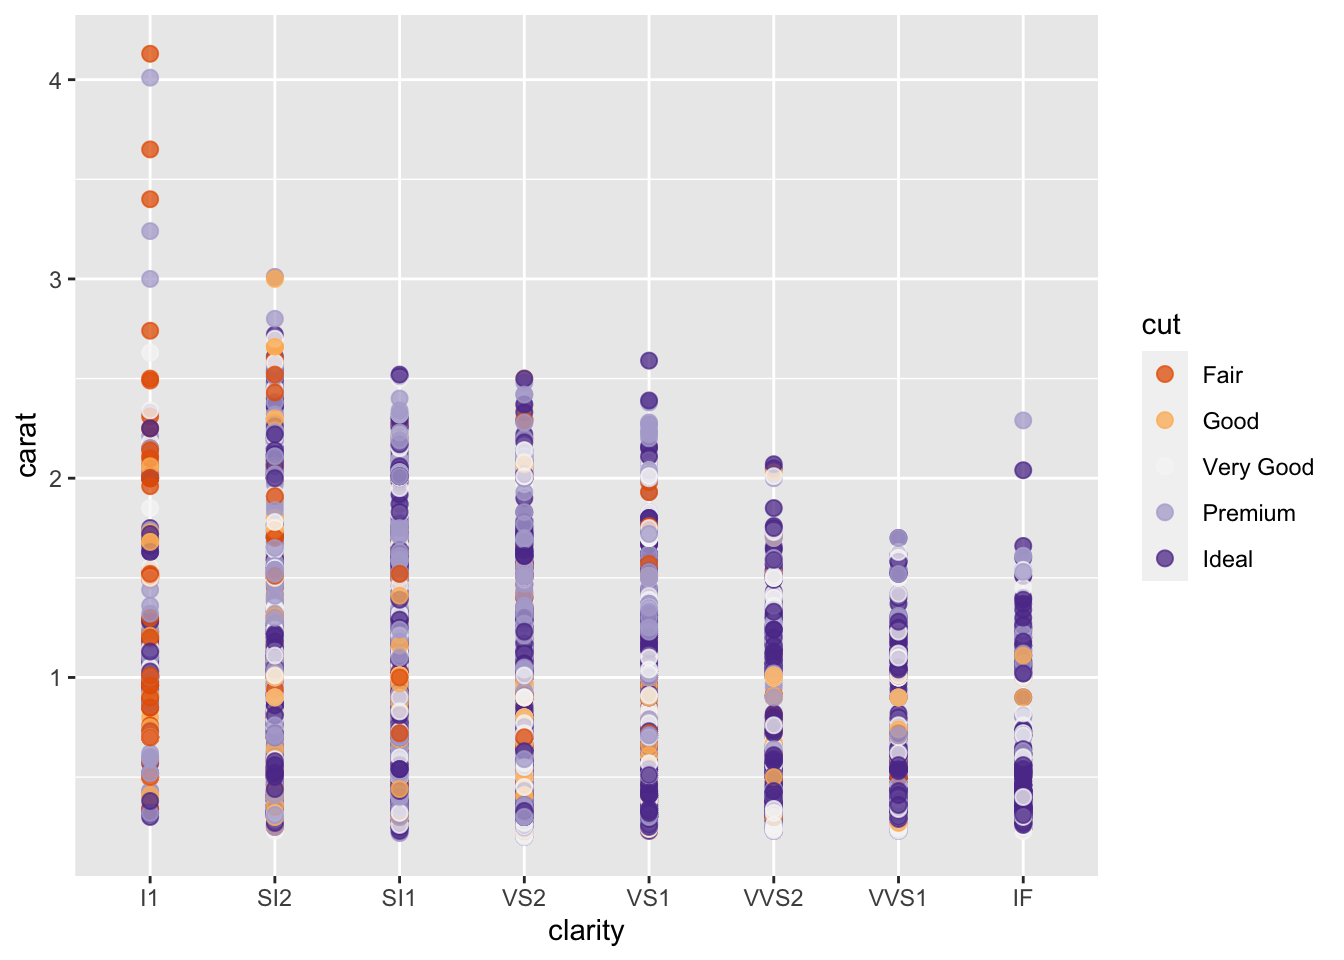 4
3
2
1
carat
I1 SI2 SI1 VS2 VS1 VVS2 VVS1 IF
clarity
cut
Fair
Good
Very Good
Premium
Ideal